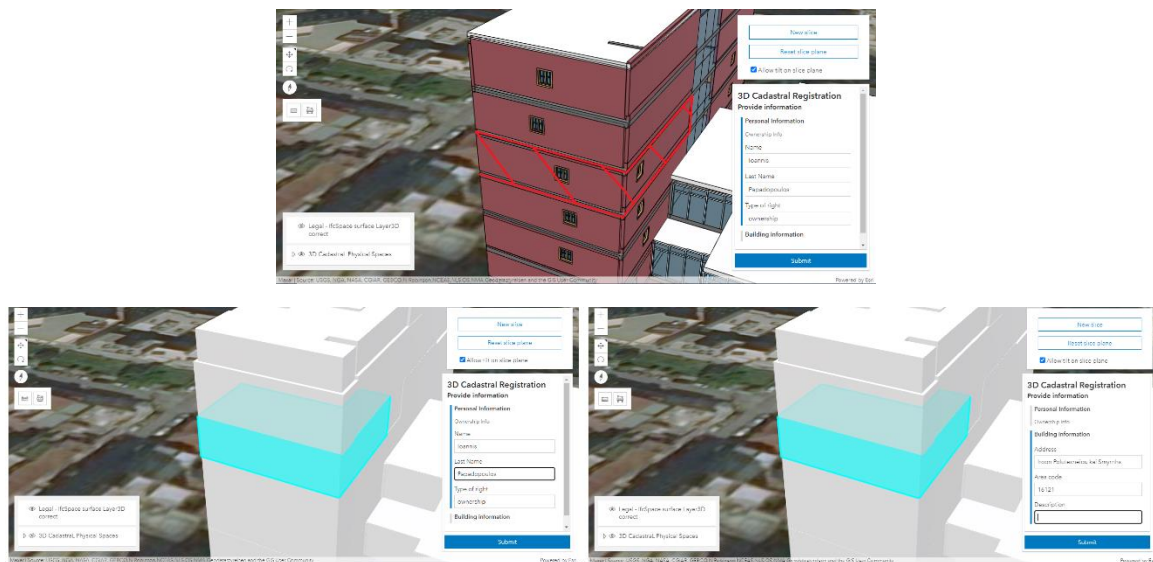 New slice
Reset slice plane
Allow tilt on slice plane
3D Cadastral Registration
Provide information
Personal Information
Ownership Info
Name
Ioannis
Last Name
Papadopoulos
Type of right
ownership
Building Information
Submit
Legal - IfcSpace surface Layer3D
correct
3D Cadastral Physical Spaces
Powered by Esri
New slice
Reset slice plane
Allow tilt on slice plane
3D Cadastral Registration
Provide information
Personal Information
Ownership Info
Name
Ioannis
Last Name
Papadopoulos
Type of right
ownership
Building Information
Submit
Legal - IfcSpace surface Layer3D
correct
3D Cadastral Physical Spaces
Powered by Esri
New slice
Reset slice plane
Allow tilt on slice plane
3D Cadastral Registration
Provide information
Personal Information
Ownership Info
Building Information
Address
kai Smyrnhs
Area code
16121
Description
Submit
Legal - IfcSpace surface Layer3D
correct
3D Cadastral Physical Spaces